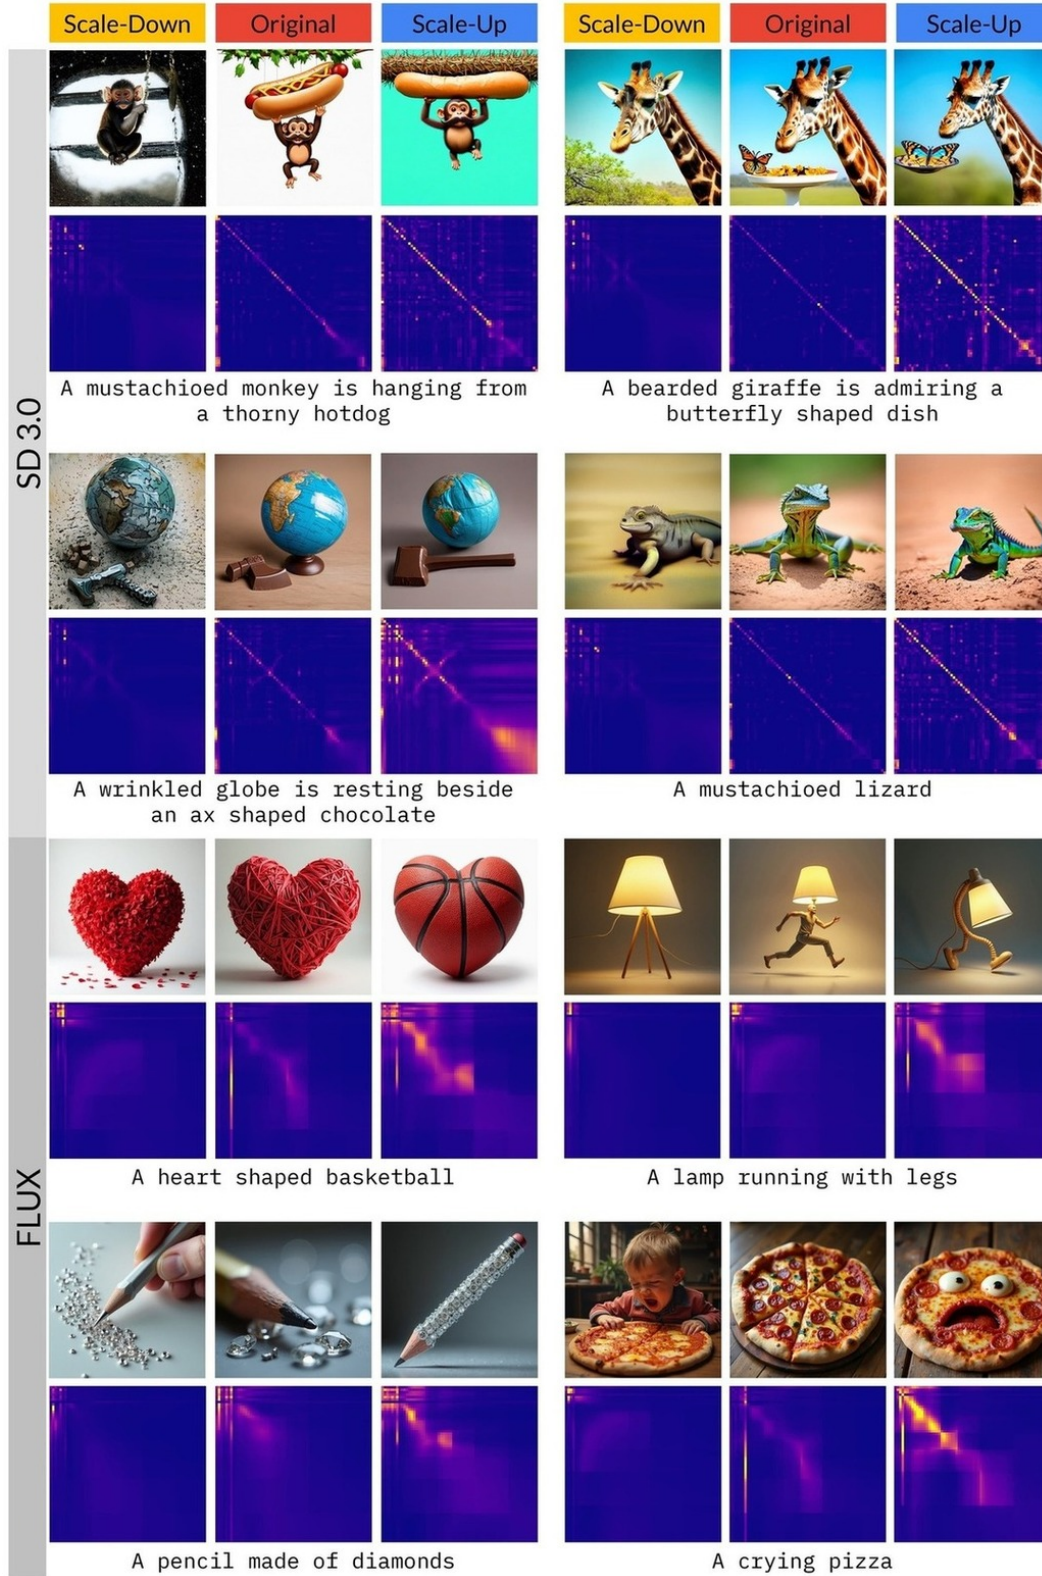 Scale-Down Original Scale-Up Scale-Down Original Scale-Up
SD 3.0
A mustachioed monkey is hanging from
a thorny hotdog
A bearded giraffe is admiring a
butterfly shaped dish
A wrinkled globe is resting beside
an ax shaped chocolate
A mustachioed lizard
FLUX
A heart shaped basketball
A lamp running with legs
A pencil made of diamonds
A crying pizza